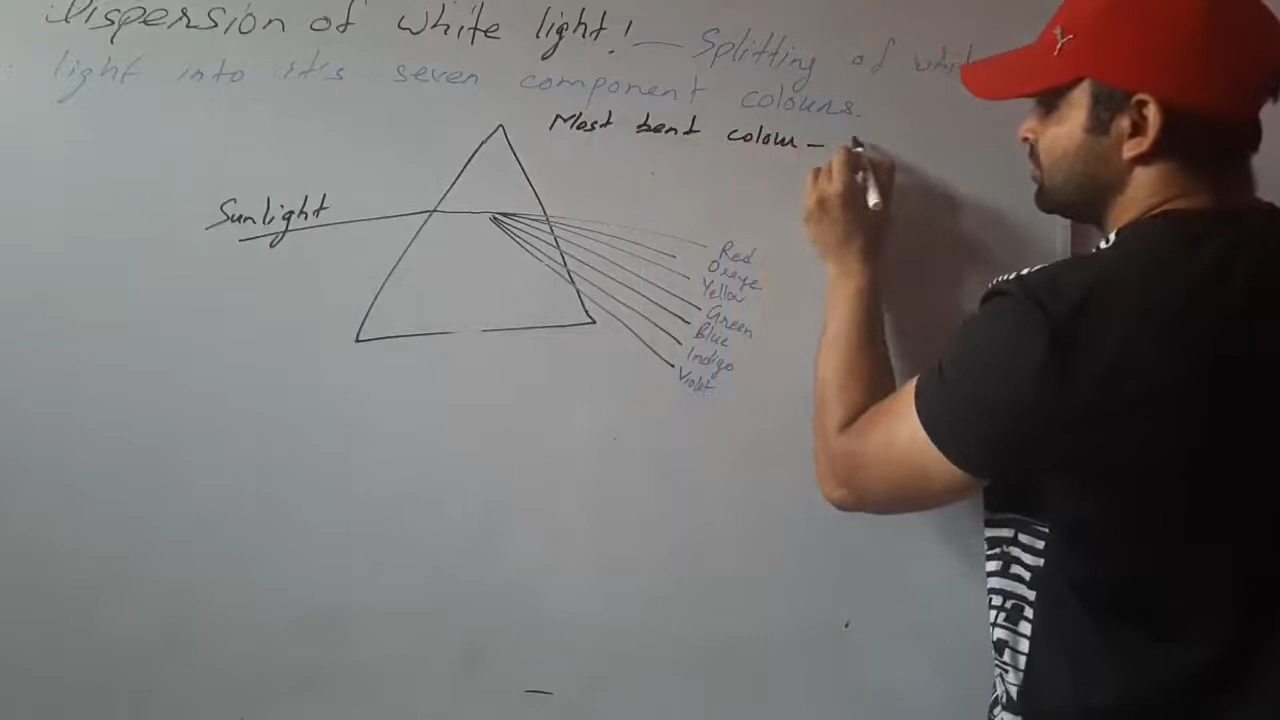 Dispersion of white light! — Splitting of
light into it's seven component colours.
Most bent colour –
Sunlight
Red
Orange
Yellow
Green
Blue
Indigo
Violet